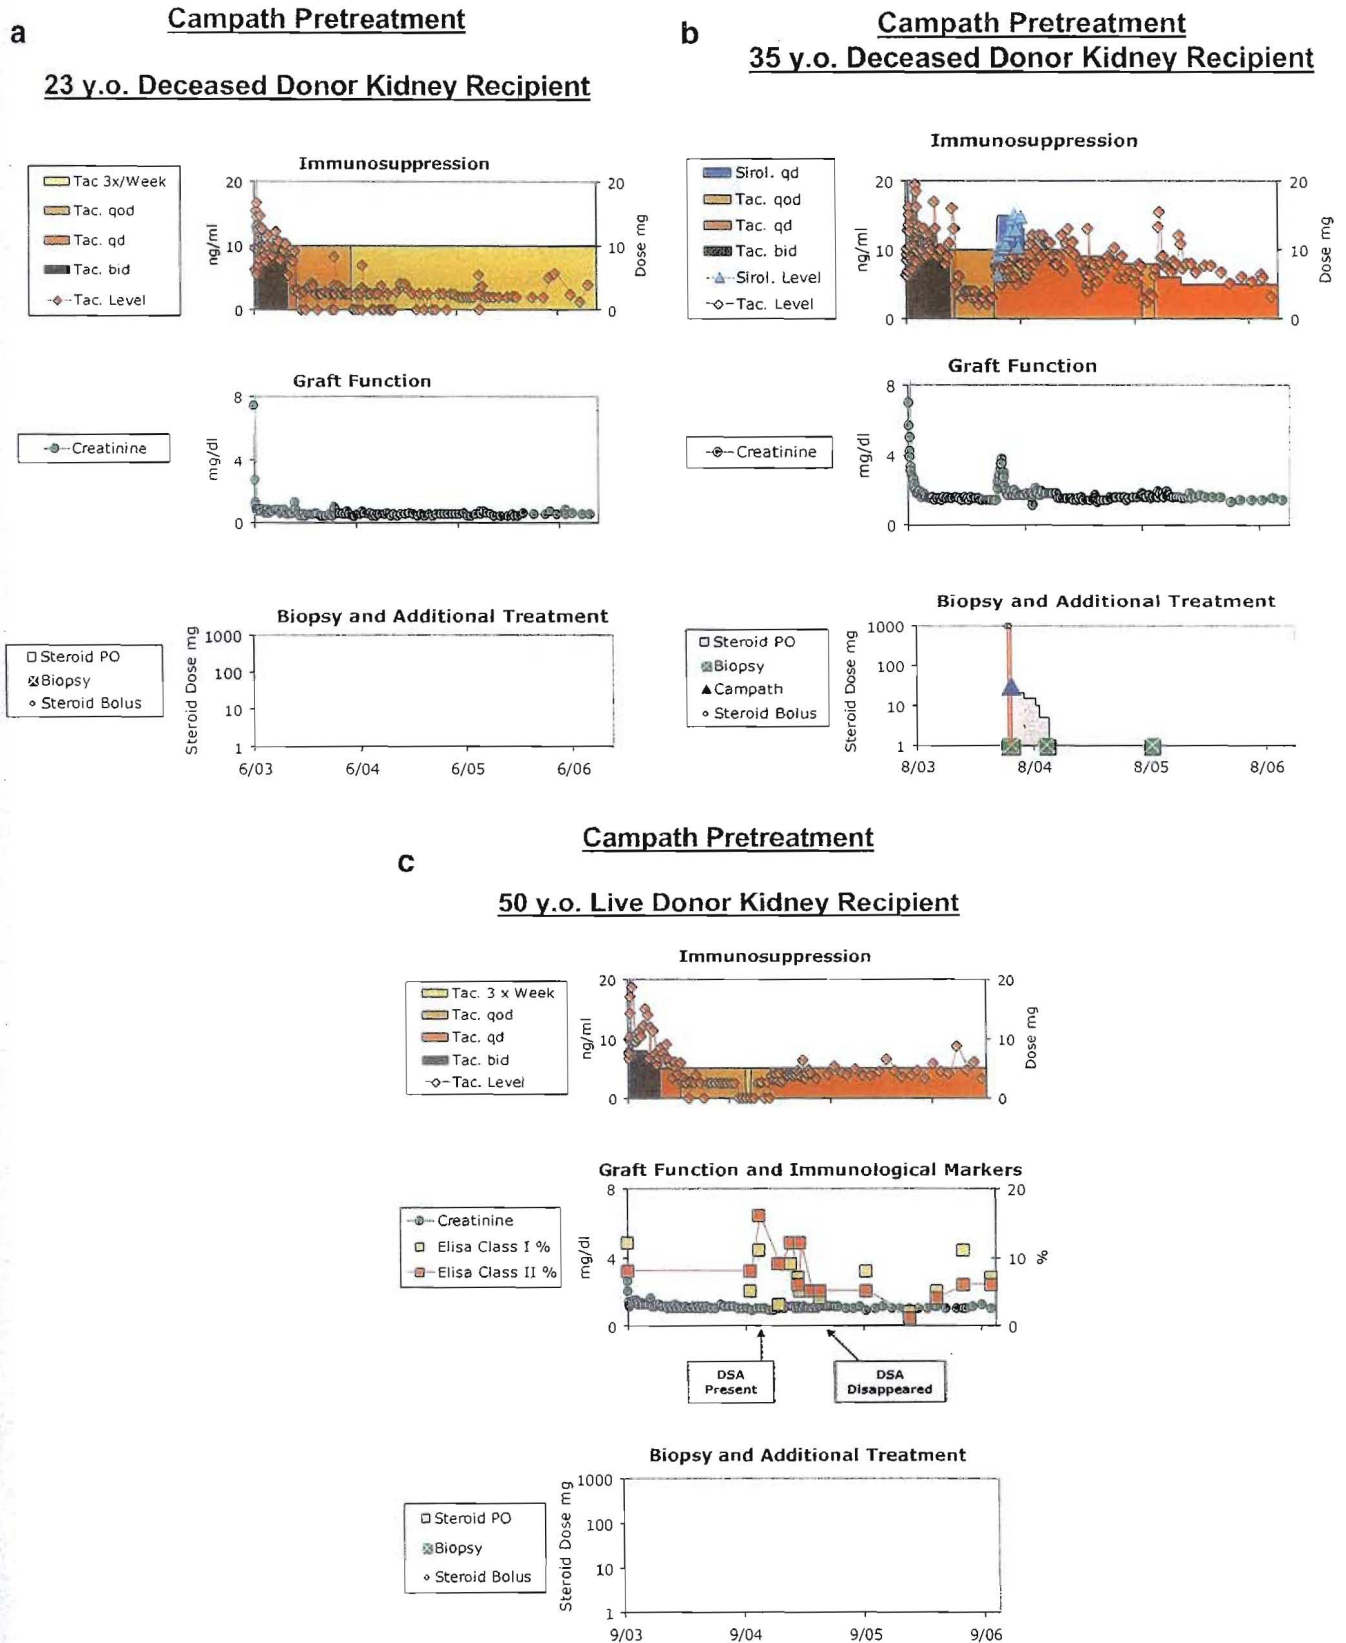 a
Campath Pretreatment
23 y.o. Deceased Donor Kidney Recipient
Immunosuppression
Tac 3x/Week
Tac. qod
Tac. qd
Tac. bid
Tac. Level
20
10
0
ng/ml
20
10
0
Dose mg
Graft Function
Creatinine
8
4
0
mg/dl
Biopsy and Additional Treatment
Steroid PO
Biopsy
Steroid Bolus
Steroid Dose mg
1000
100
10
1
6/03 6/04 6/05 6/06
b
Campath Pretreatment
35 y.o. Deceased Donor Kidney Recipient
Immunosuppression
Sirol. qd
Tac. qod
Tac. qd
Tac. bid
Sirol. Level
Tac. Level
20
10
0
ng/ml
20
10
0
Dose mg
Graft Function
Creatinine
8
4
0
mg/dl
Biopsy and Additional Treatment
Steroid PO
Biopsy
Campath
Steroid Bolus
Steroid Dose mg
1000
100
10
1
8/03 8/04 8/05 8/06
c
Campath Pretreatment
50 y.o. Live Donor Kidney Recipient
Immunosuppression
Tac. 3 x Week
Tac. qod
Tac. qd
Tac. bid
Tac. Level
20
10
0
ng/ml
20
10
0
Dose mg
Graft Function and Immunological Markers
Creatinine
Elisa Class I %
Elisa Class II %
8
4
0
mg/dl
20
10
0
%
DSA
Present
DSA
Disappeared
Biopsy and Additional Treatment
Steroid PO
Biopsy
Steroid Bolus
Steroid Dose mg
1000
100
10
1
9/03 9/04 9/05 9/06